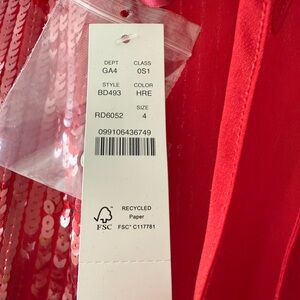 DEPT CLASS
GA4 0S1
STYLE COLOR
BD493 HRE
SIZE
RD6052 4
099106436749
RECYCLED
Paper
FSC FSC® C117781